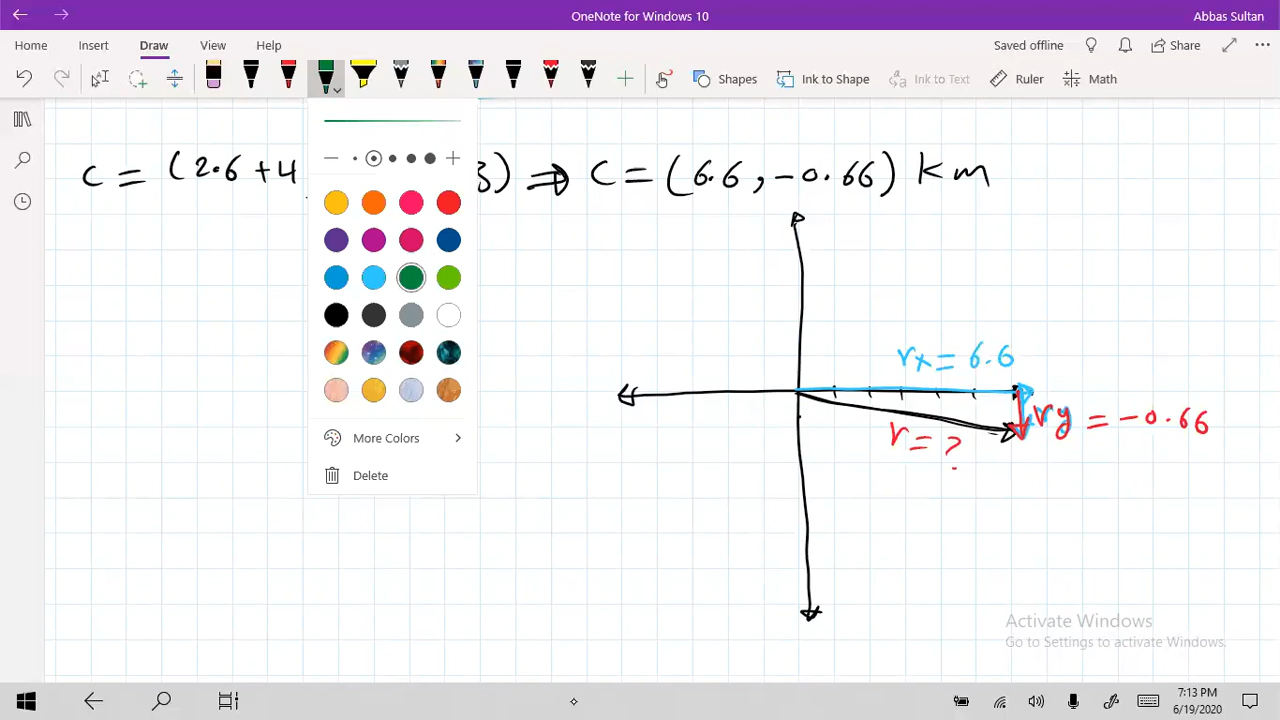 OneNote for Windows 10
Abbas Sultan
Home Insert Draw View Help
Saved offline
Share
Shapes
Ink to Shape
Ink to Text
Ruler
Math
C = (2.6 + 4 3) ⇒ C = (6.6 , -0.66) Km
rx = 6.6
ry = -0.66
r = ?
More Colors
Delete
Activate Windows
Go to Settings to activate Windows.
7:13 PM
6/19/2020